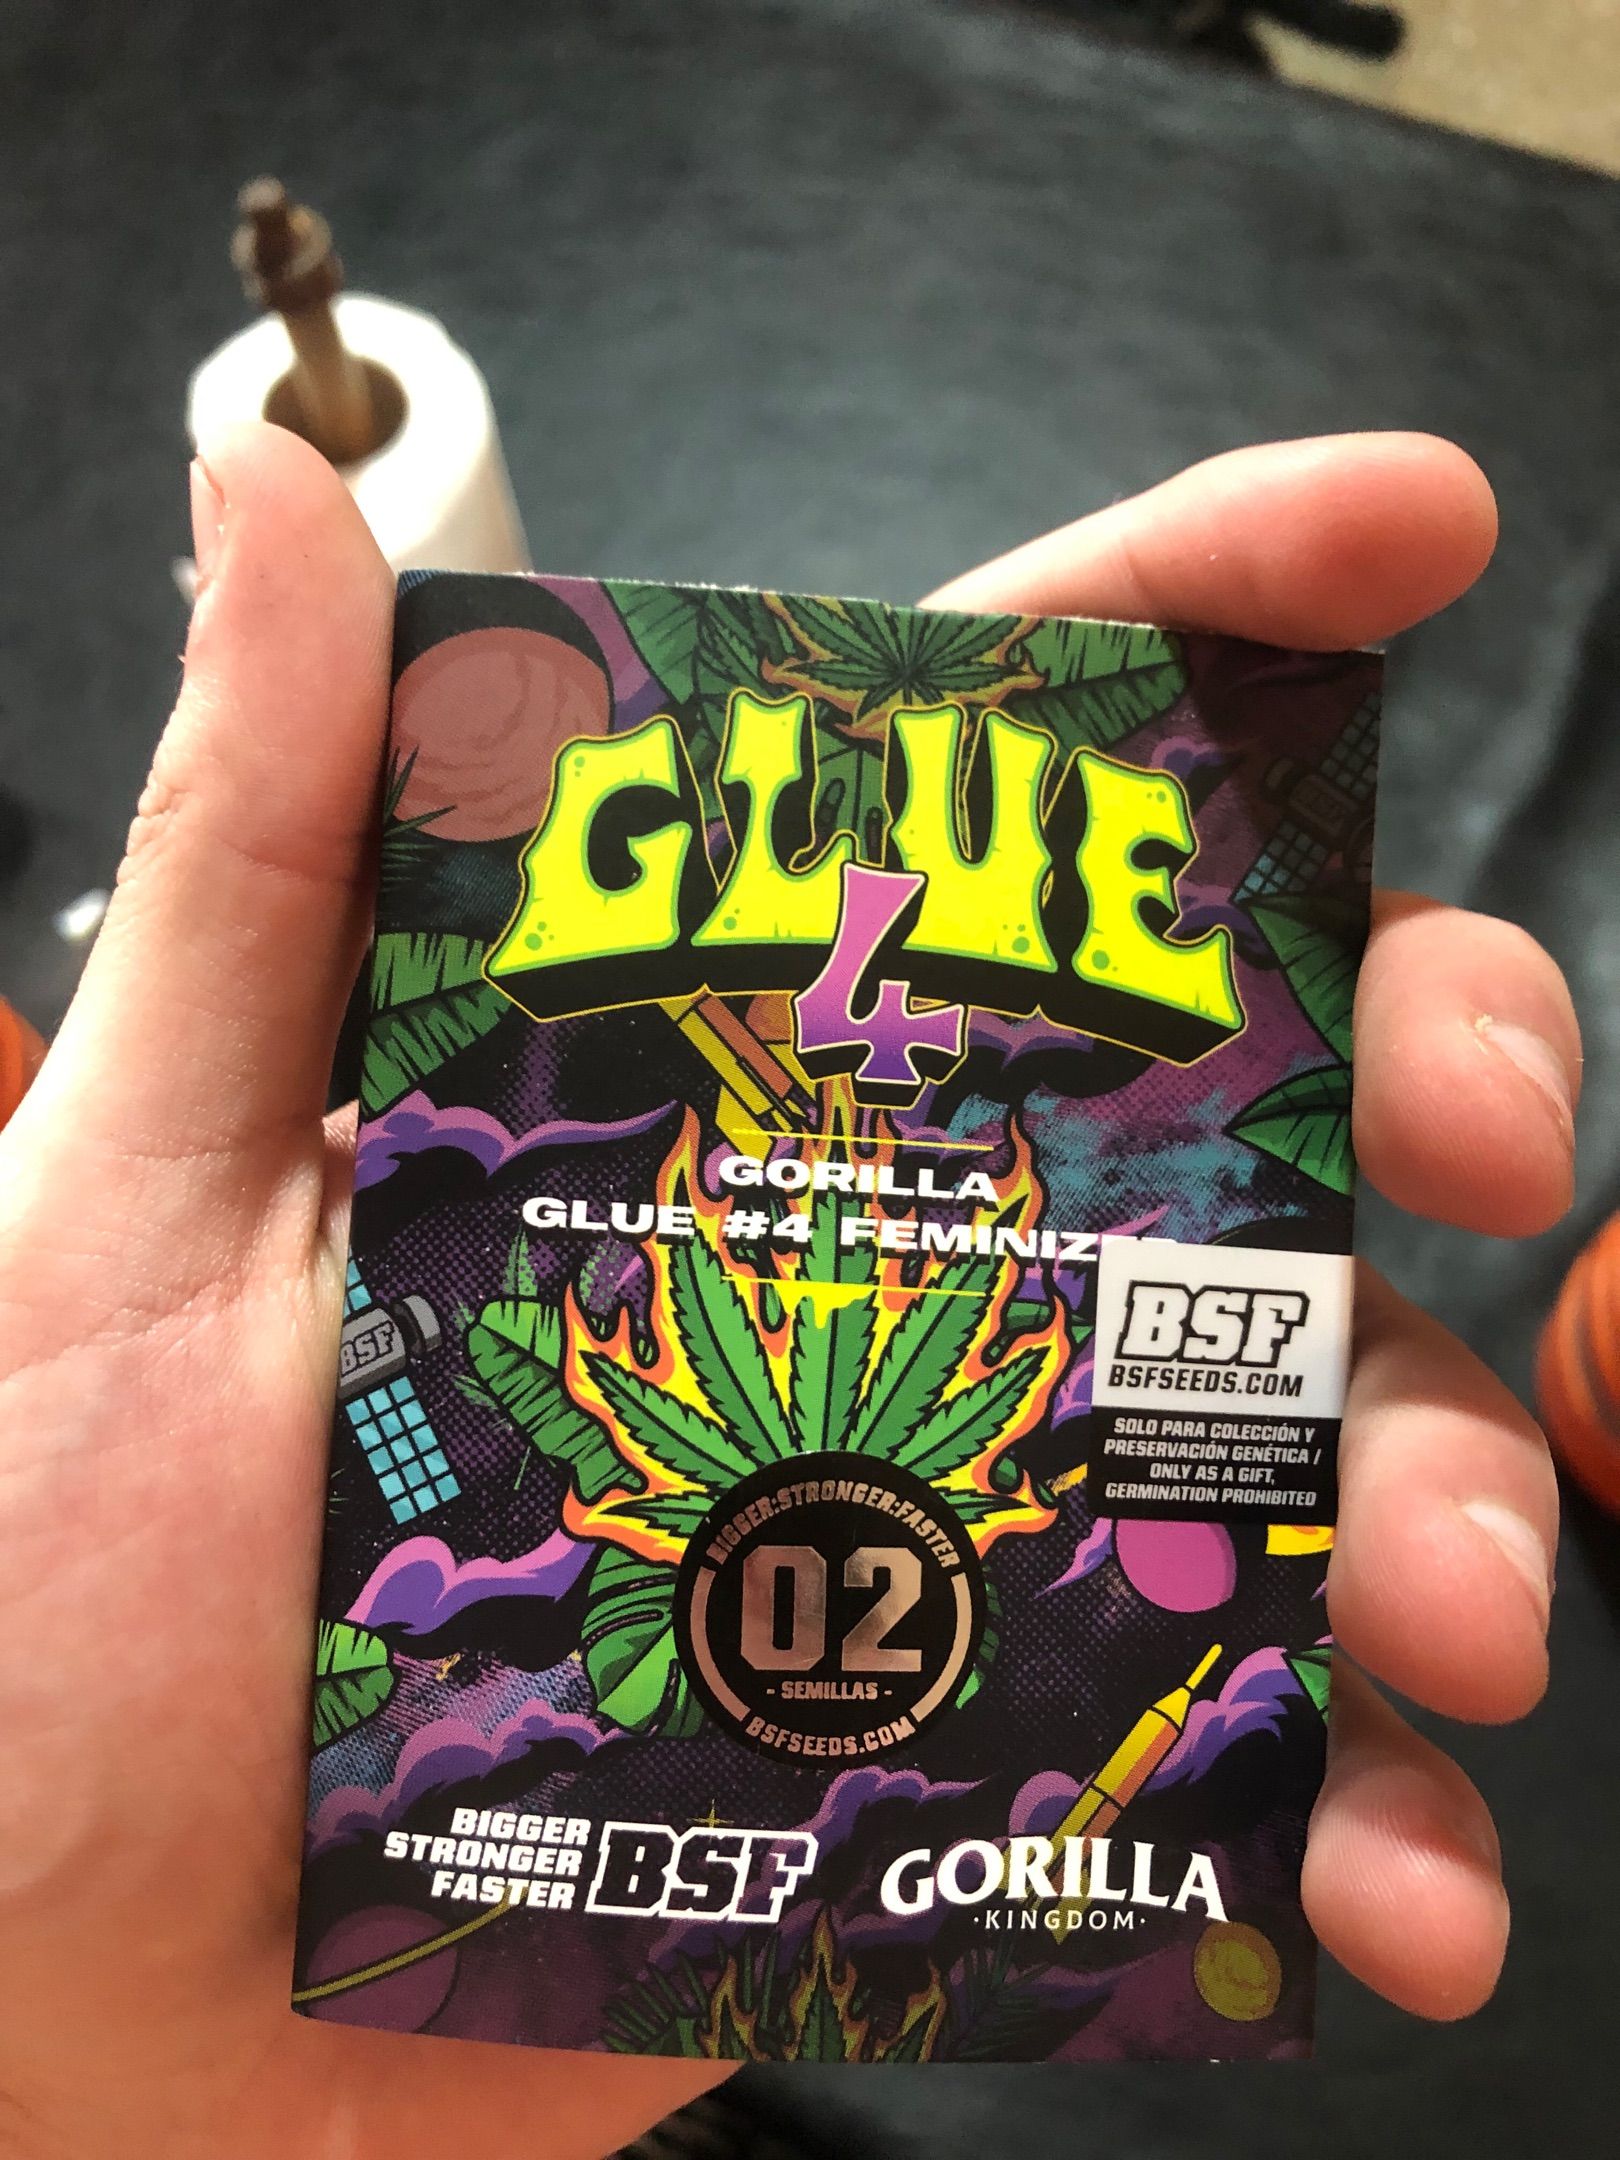 GLUE
4
GORILLA
GLUE #4
BSF
BSFSEEDS.COM
SOLO PARA COLECCIÓN Y
PRESERVACIÓN GENÉTICA /
ONLY AS A GIFT,
GERMINATION PROHIBITED
BSF
BIGGER:STRONGER:FASTER
02
- SEMILLAS -
BSFSEEDS.COM
BIGGER
STRONGER
FASTER
BSF
GORILLA
·KINGDOM·